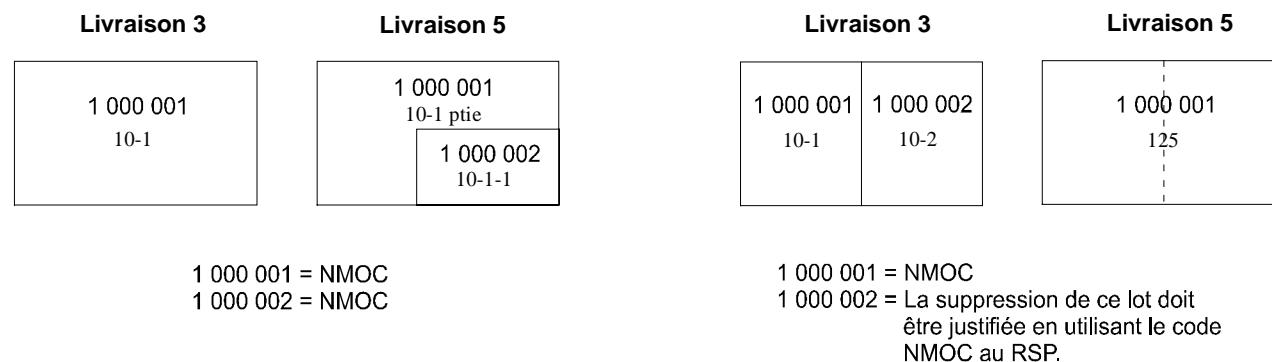 Livraison 3
Livraison 5
1 000 001
10-1
1 000 001
10-1 ptie
1 000 002
10-1-1
1 000 001 = NMOC
1 000 002 = NMOC
Livraison 3
Livraison 5
1 000 001
10-1
1 000 002
10-2
1 000 001
125
1 000 001 = NMOC
1 000 002 = La suppression de ce lot doit
être justifiée en utilisant le code
NMOC au RSP.